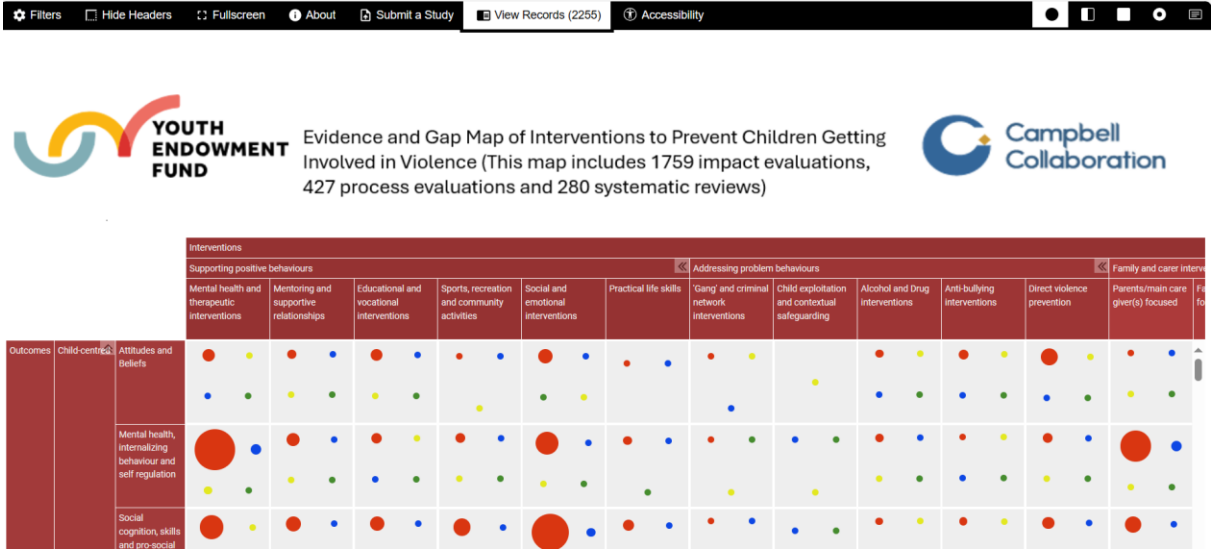 Filters Hide Headers Fullscreen About Submit a Study View Records (2255) Accessibility
YOUTH
ENDOWMENT
FUND
Evidence and Gap Map of Interventions to Prevent Children Getting
Involved in Violence (This map includes 1759 impact evaluations,
427 process evaluations and 280 systematic reviews)
Campbell
Collaboration
Interventions
Supporting positive behaviours
Addressing problem behaviours
Family and carer interve
Mental health and
therapeutic
interventions
Mentoring and
supportive
relationships
Educational and
vocational
interventions
Sports, recreation
and community
activities
Social and
emotional
interventions
Practical life skills
'Gang' and criminal
network
interventions
Child exploitation
and contextual
safeguarding
Alcohol and Drug
interventions
Anti-bullying
interventions
Direct violence
prevention
Parents/main care
giver(s) focused
Fa
fo
Outcomes
Child-centred
Attitudes and
Beliefs
Mental health,
internalizing
behaviour and
self regulation
Social
cognition, skills
and pro-social